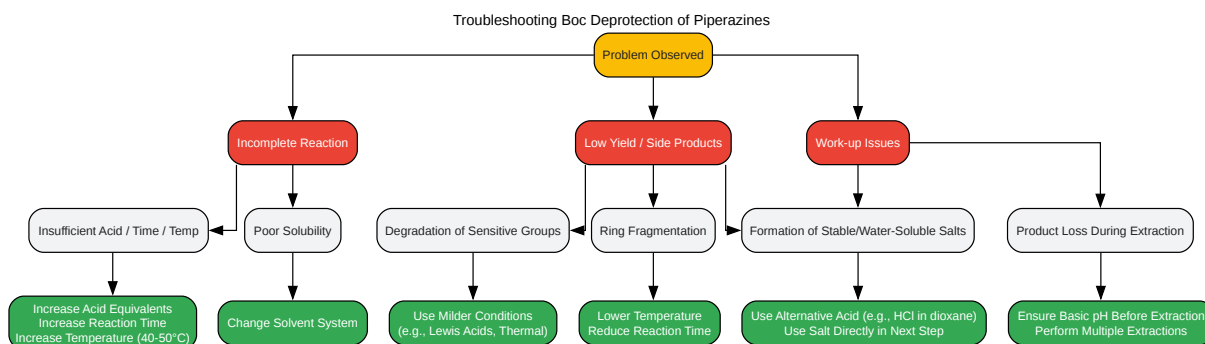 Troubleshooting Boc Deprotection of Piperazines
Problem Observed
Incomplete Reaction
Low Yield / Side Products
Work-up Issues
Insufficient Acid / Time / Temp
Poor Solubility
Degradation of Sensitive Groups
Ring Fragmentation
Formation of Stable/Water-Soluble Salts
Product Loss During Extraction
Increase Acid Equivalents
Increase Reaction Time
Increase Temperature (40-50°C)
Change Solvent System
Use Milder Conditions
(e.g., Lewis Acids, Thermal)
Lower Temperature
Reduce Reaction Time
Use Alternative Acid (e.g., HCl in dioxane)
Use Salt Directly in Next Step
Ensure Basic pH Before Extraction
Perform Multiple Extractions